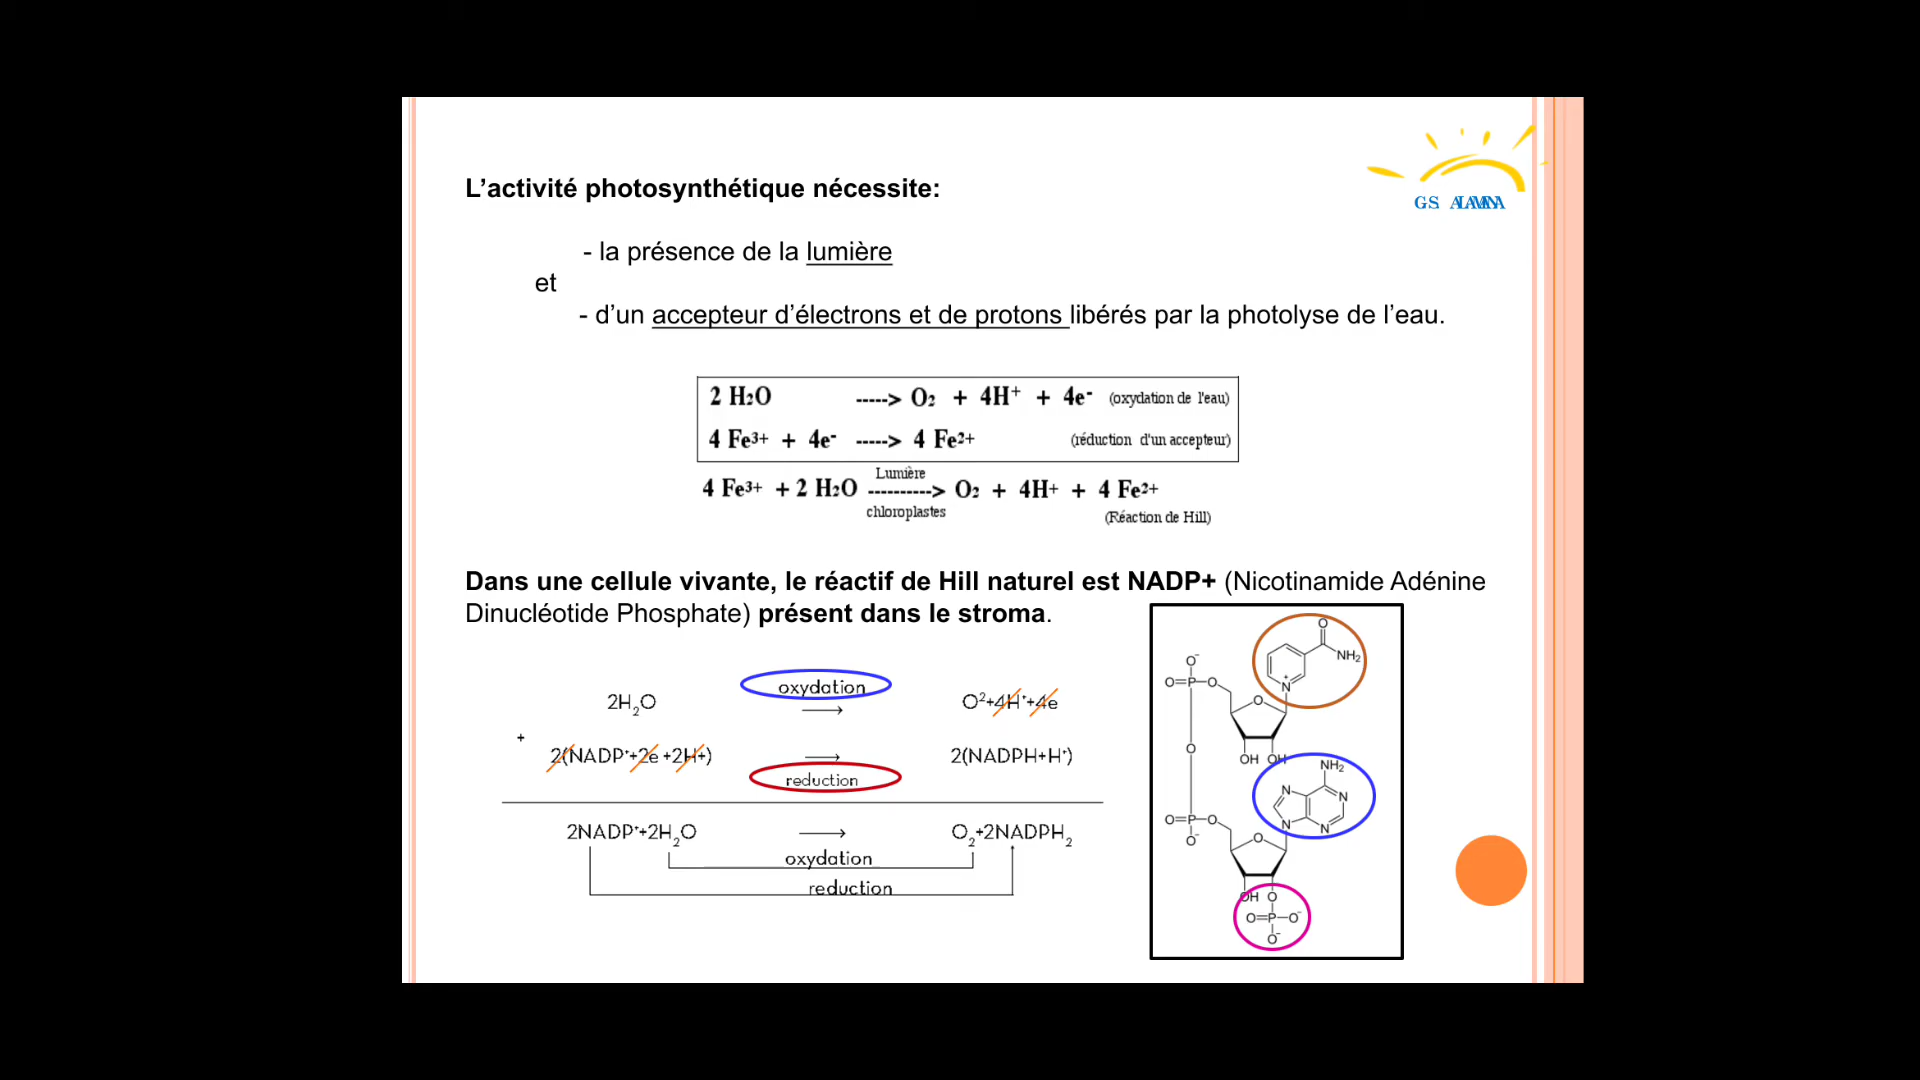 G.S. ALAMANA
L’activité photosynthétique nécessite:
- la présence de la lumière
et
- d’un accepteur d’électrons et de protons libérés par la photolyse de l’eau.
2 H₂O -----> O₂ + 4H⁺ + 4e⁻ (oxydation de l'eau)
4 Fe³⁺ + 4e⁻ -----> 4 Fe²⁺ (réduction d'un accepteur)
Lumière
4 Fe³⁺ + 2 H₂O ----------> O₂ + 4H⁺ + 4 Fe²⁺
chloroplastes
(Réaction de Hill)
Dans une cellule vivante, le réactif de Hill naturel est NADP+ (Nicotinamide Adénine
Dinucléotide Phosphate) présent dans le stroma.
oxydation
2H₂O ⟶ O²+4H⁺+4e
+
2(NADP⁺+2e +2H+) ⟶ 2(NADPH+H⁺)
reduction
2NADP⁺+2H₂O ⟶ O₂+2NADPH₂
oxydation
reduction
O
NH₂
O⁻
O=P–O
N⁺
O
OH OH
O
NH₂
N N
N N
O=P–O
O⁻
O
OH O
O=P–O⁻
O⁻